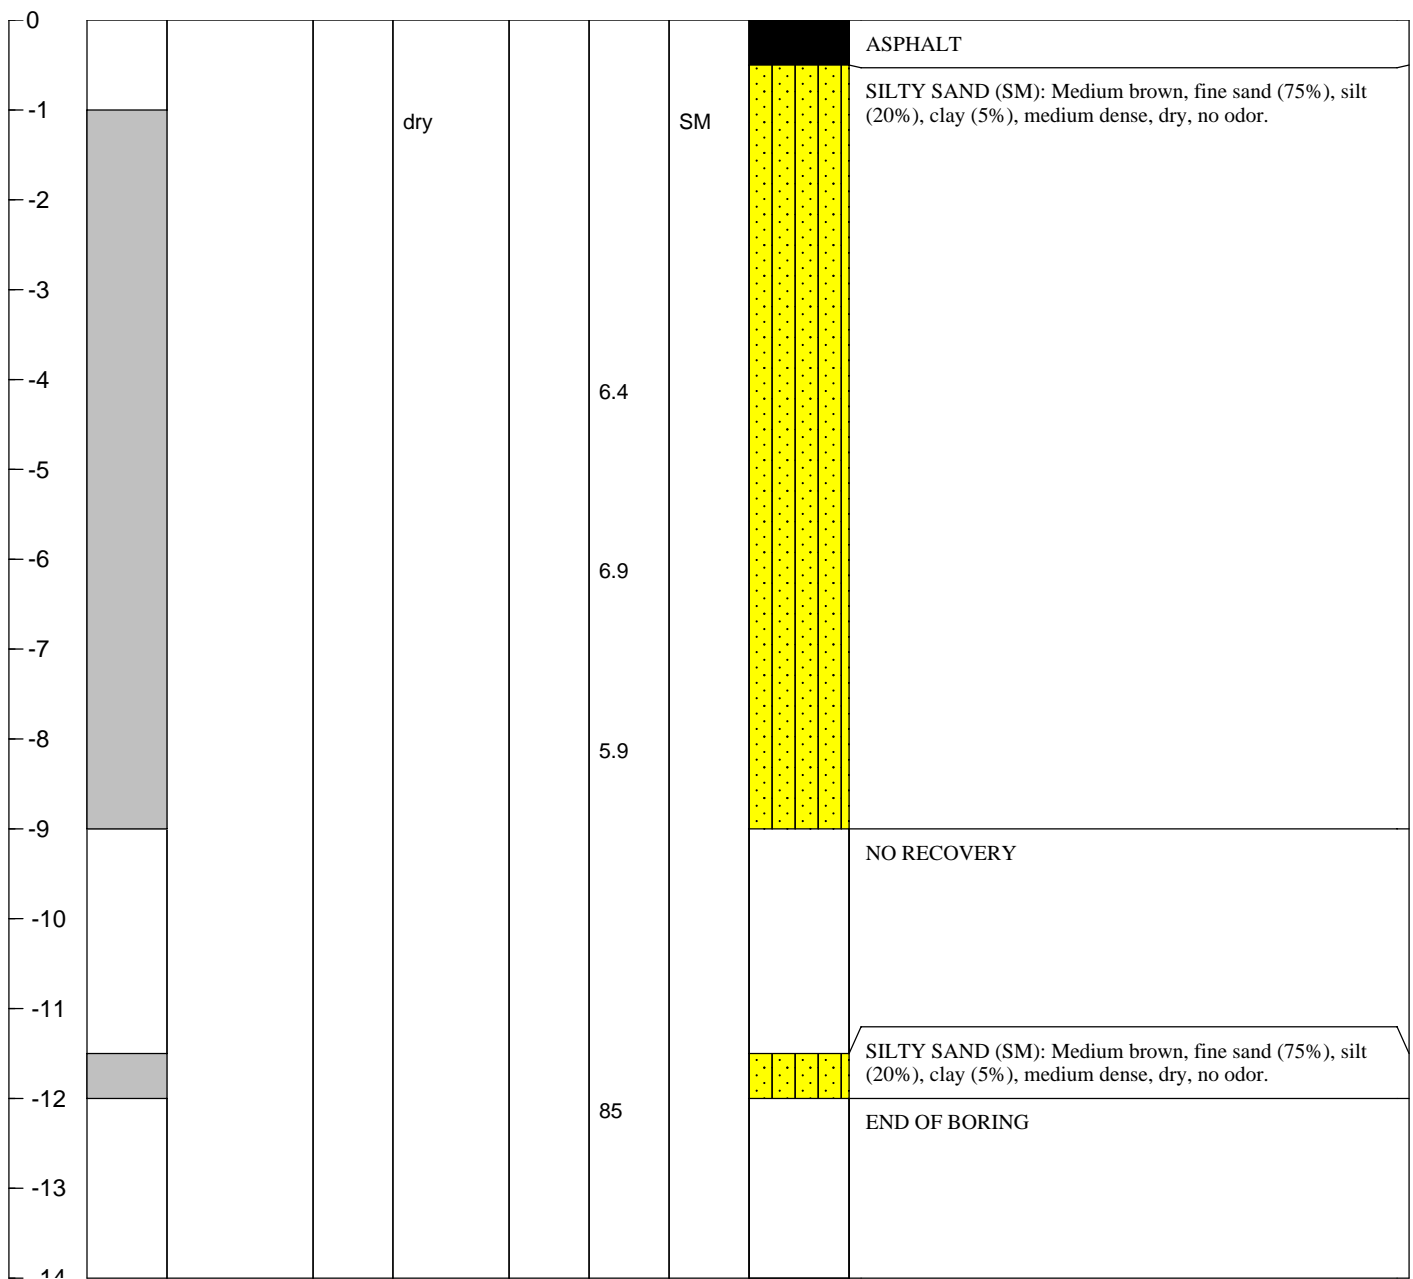 0
ASPHALT
SILTY SAND (SM): Medium brown, fine sand (75%), silt
(20%), clay (5%), medium dense, dry, no odor.
-1
dry
SM
-2
-3
-4
6.4
-5
-6
6.9
-7
-8
5.9
-9
NO RECOVERY
-10
-11
SILTY SAND (SM): Medium brown, fine sand (75%), silt
(20%), clay (5%), medium dense, dry, no odor.
-12
85
END OF BORING
-13
-14